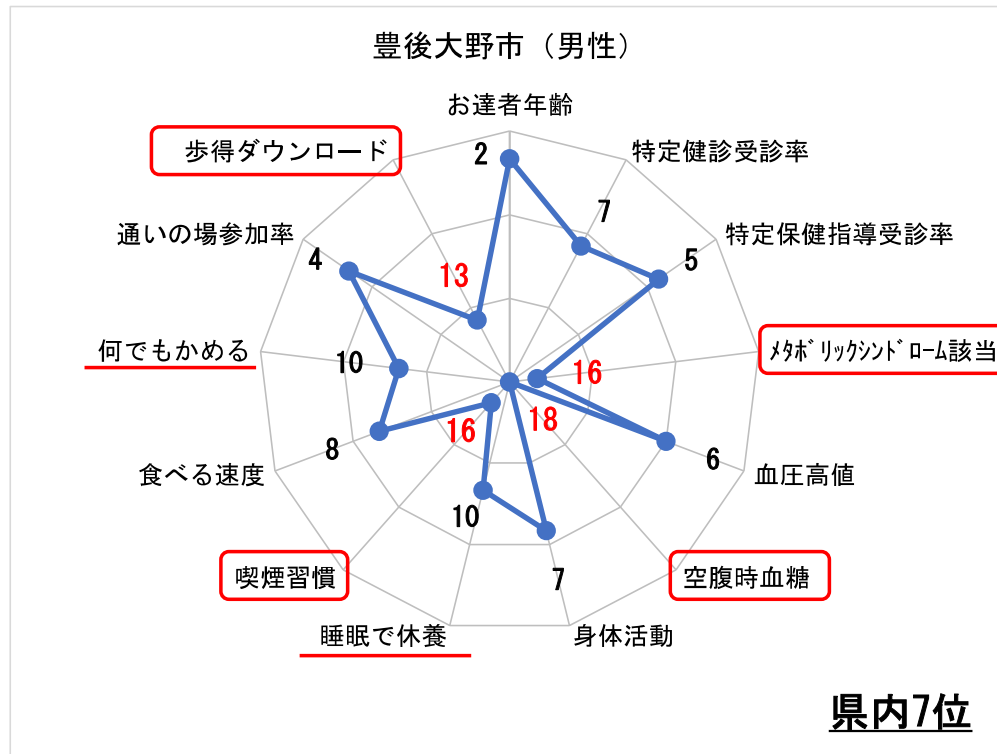 豊後大野市（男性）
お達者年齢
2
特定健診受診率
7
特定保健指導受診率
5
ﾒﾀﾎﾞﾘｯｸｼﾝﾄﾞﾛｰﾑ該当
16
血圧高値
6
空腹時血糖
18
身体活動
7
睡眠で休養
10
喫煙習慣
16
食べる速度
8
何でもかめる
10
通いの場参加率
4
歩得ダウンロード
13
県内7位